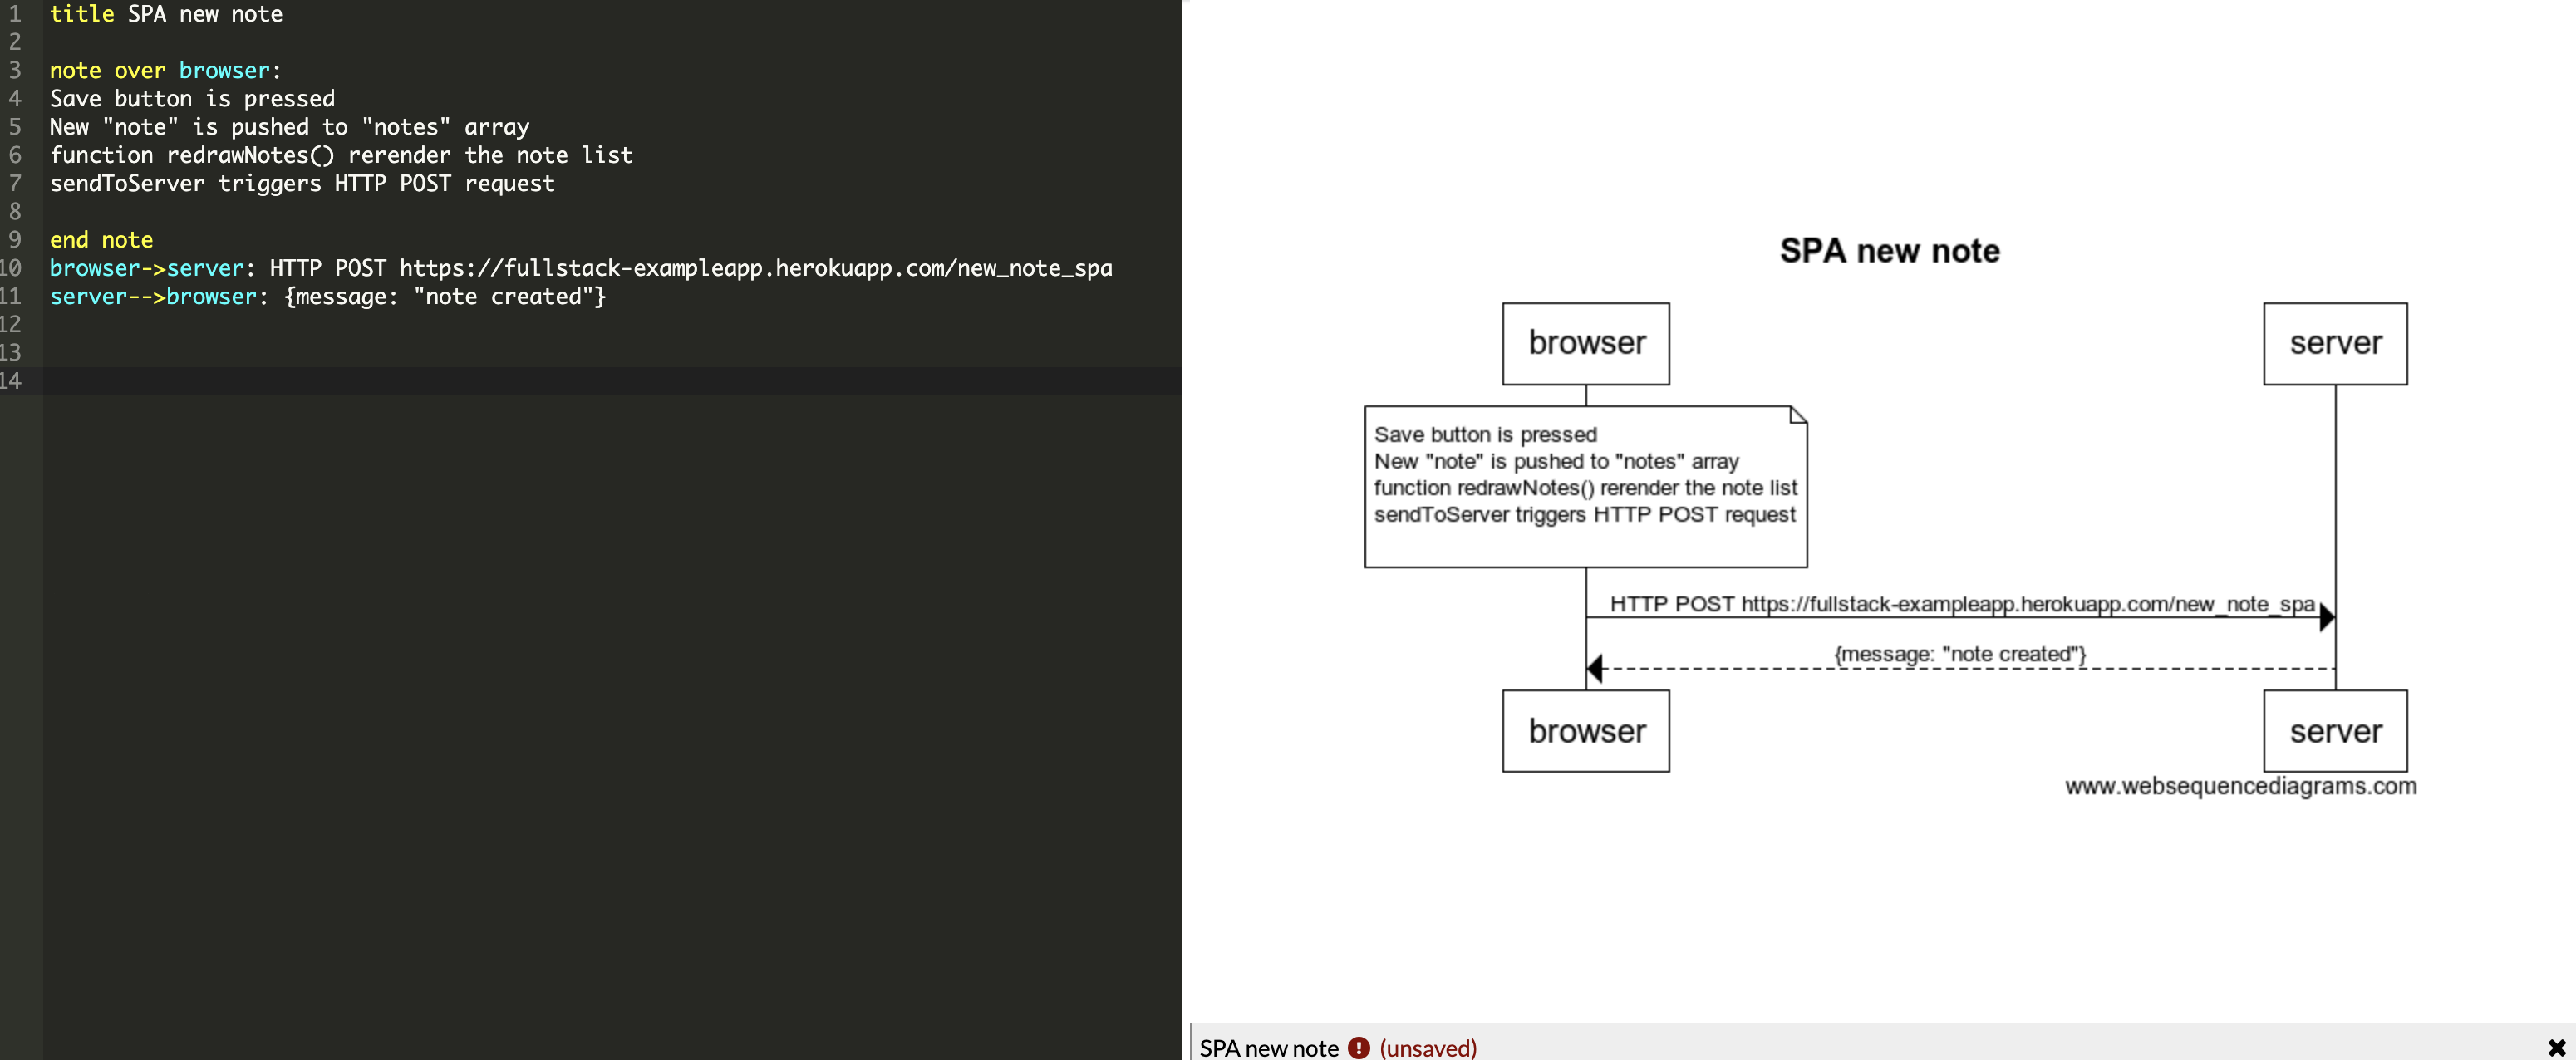 1 title SPA new note
2
3 note over browser:
4 Save button is pressed
5 New "note" is pushed to "notes" array
6 function redrawNotes() rerender the note list
7 sendToServer triggers HTTP POST request
8
9 end note
10 browser->server: HTTP POST https://fullstack-exampleapp.herokuapp.com/new_note_spa
11 server-->browser: {message: "note created"}
12
13
14
SPA new note
browser server
Save button is pressed
New "note" is pushed to "notes" array
function redrawNotes() rerender the note list
sendToServer triggers HTTP POST request
HTTP POST https://fullstack-exampleapp.herokuapp.com/new_note_spa
{message: "note created"}
browser server
www.websequencediagrams.com
SPA new note (unsaved)